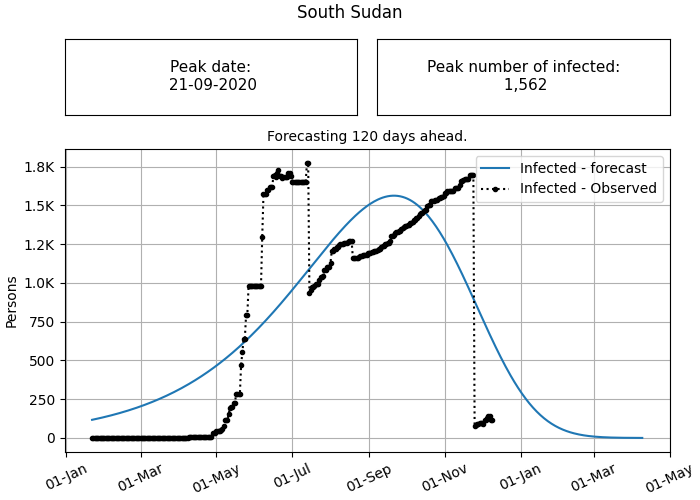 South Sudan
Peak date:
21-09-2020
Peak number of infected:
1,562
Forecasting 120 days ahead.
Infected - forecast
Infected - Observed
Persons
1.8K
1.5K
1.2K
1.0K
750
500
250
0
01-Jan
01-Mar
01-May
01-Jul
01-Sep
01-Nov
01-Jan
01-Mar
01-May